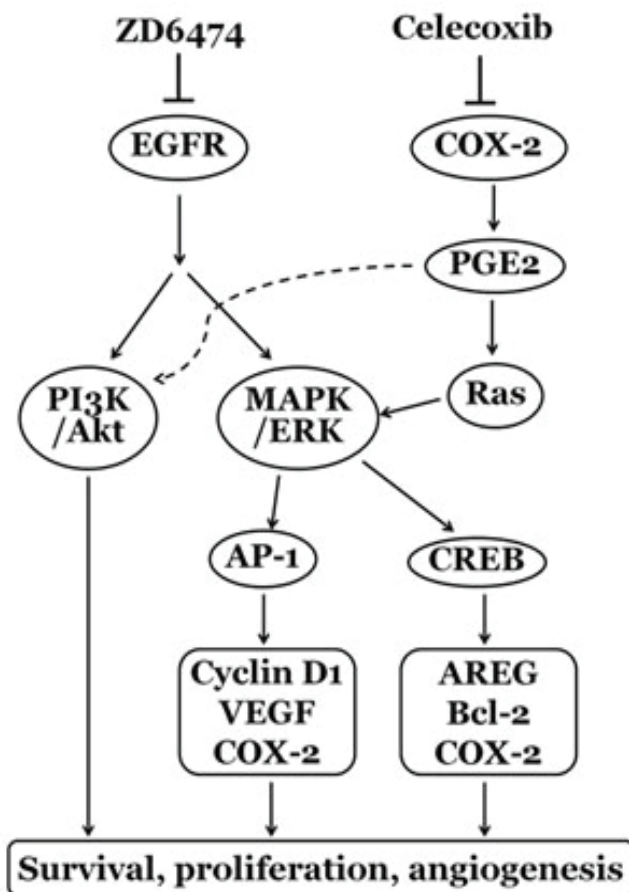 ZD6474
Celecoxib
EGFR
COX-2
PGE2
PI3K
/Akt
MAPK
/ERK
Ras
AP-1
CREB
Cyclin D1
VEGF
COX-2
AREG
Bcl-2
COX-2
Survival, proliferation, angiogenesis